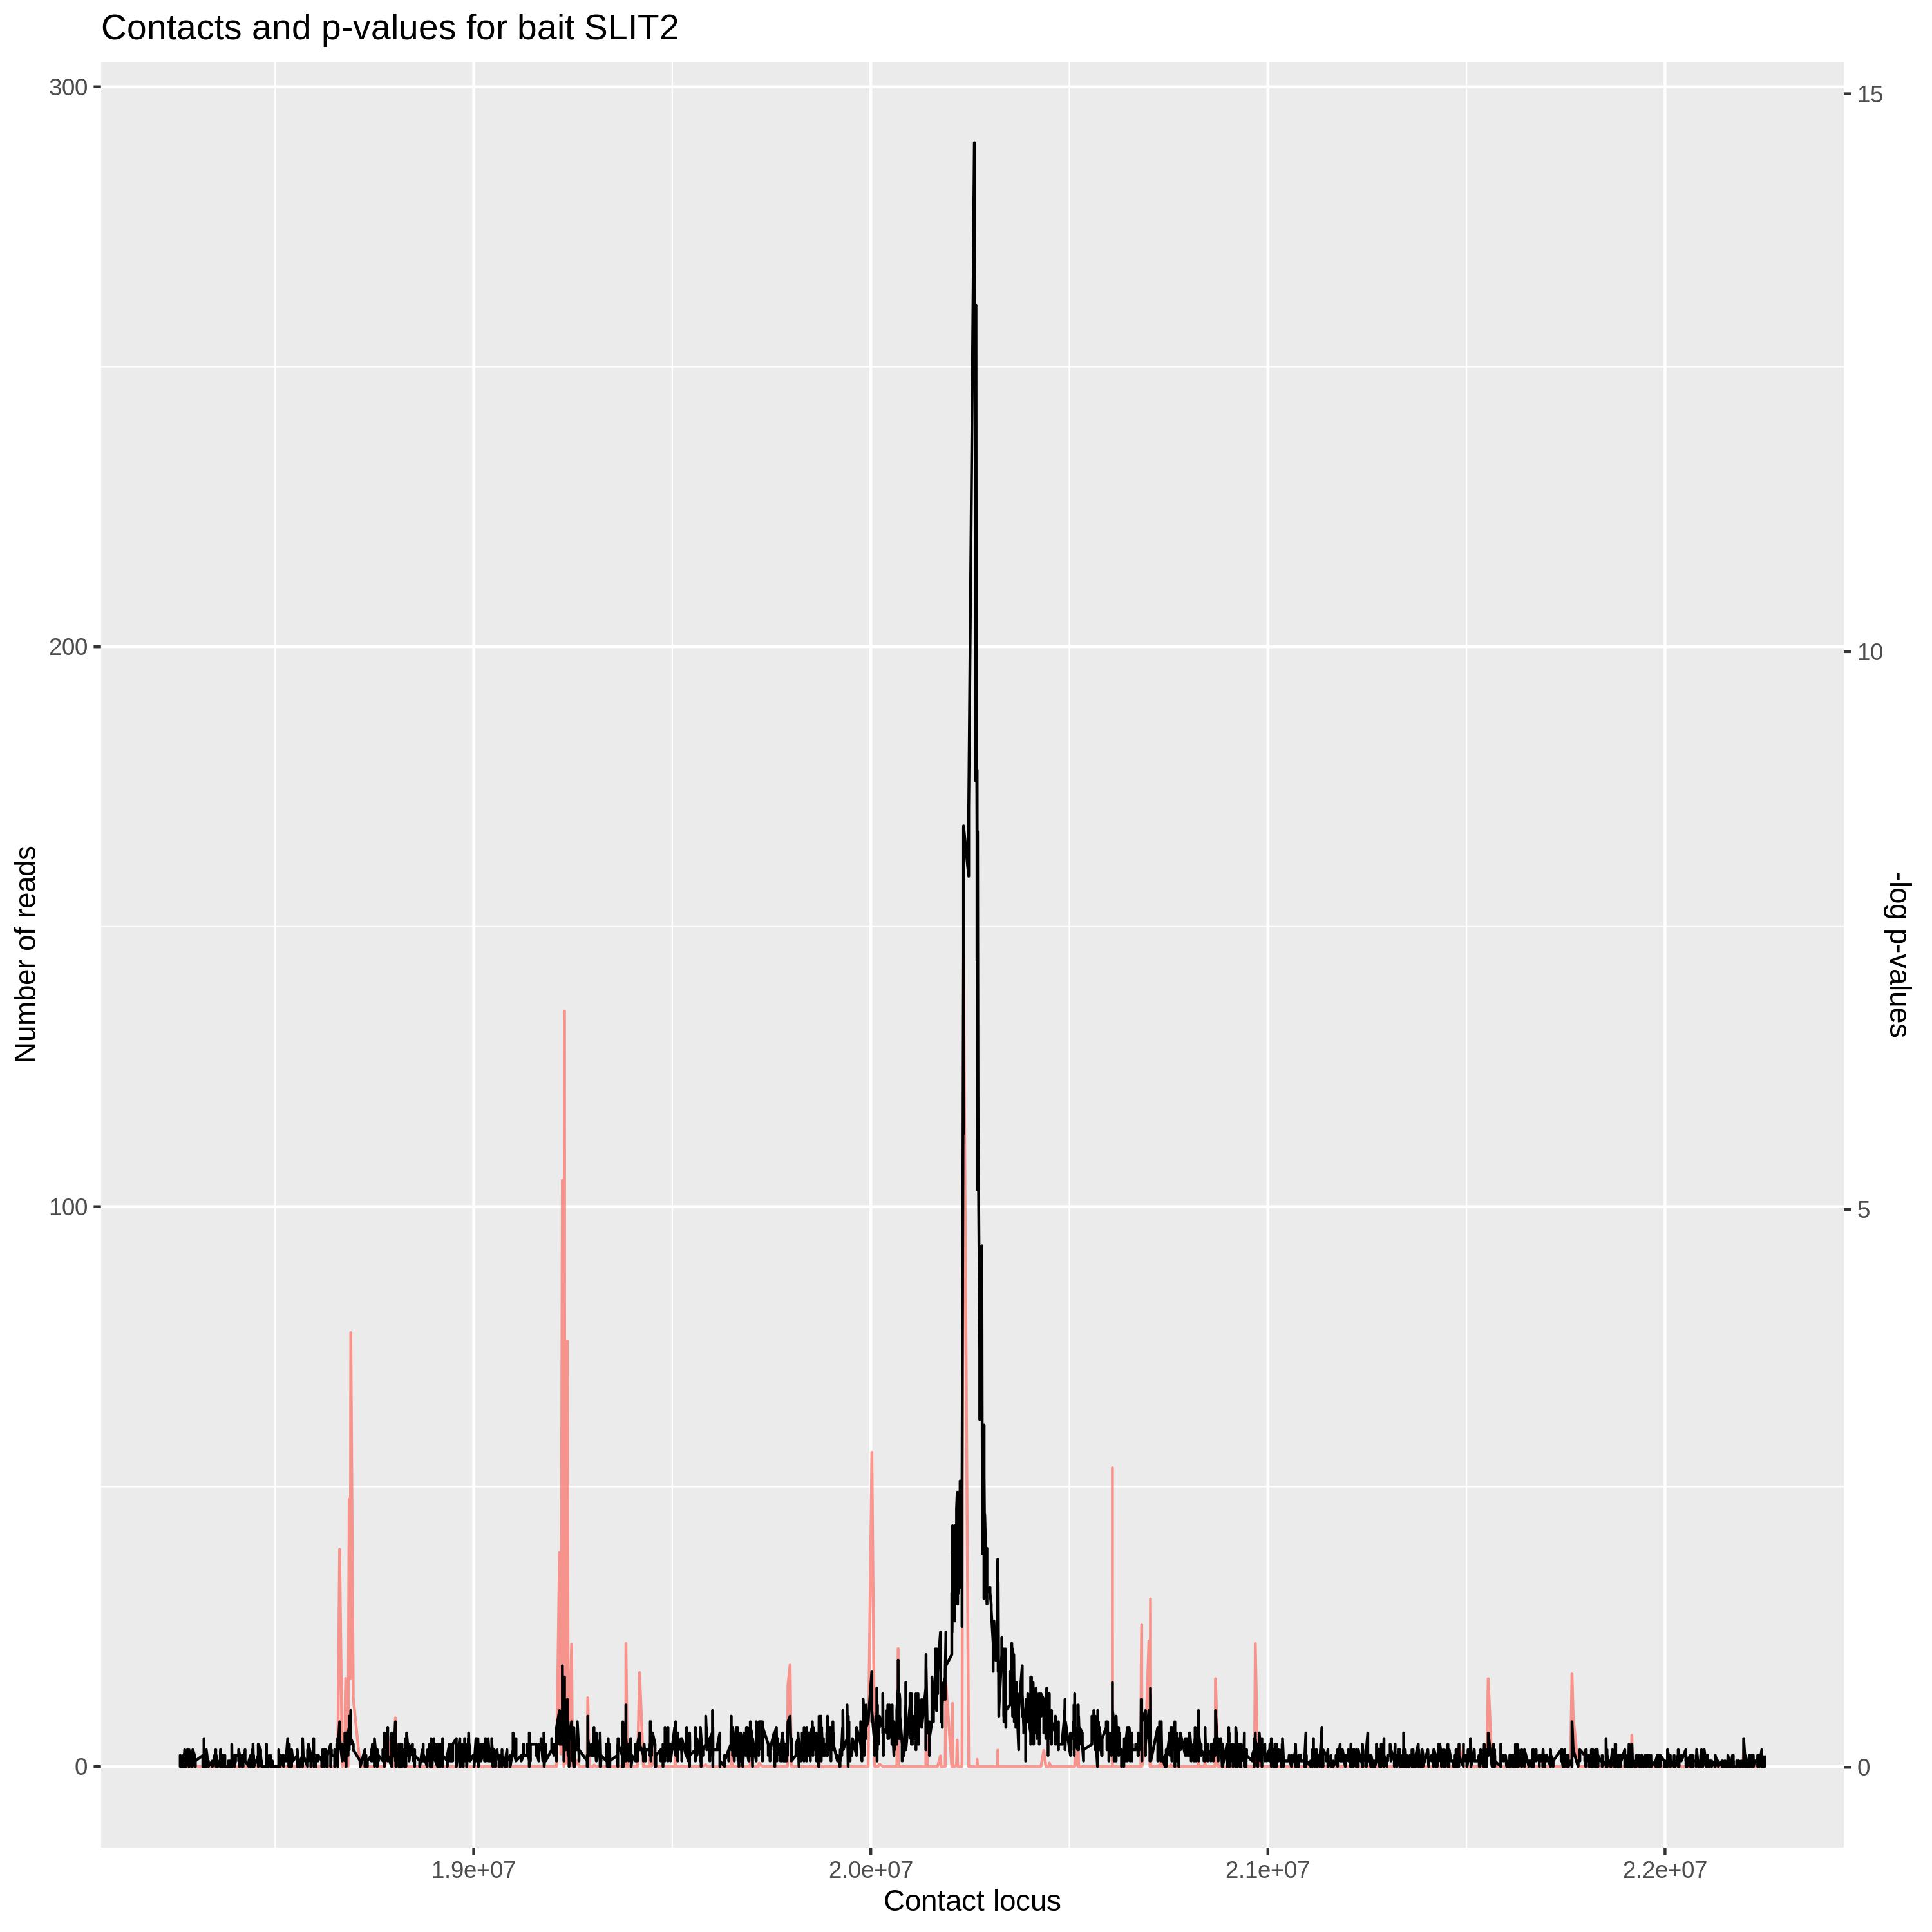 Contacts and p-values for bait SLIT2
300
200
100
0
Number of reads
15
10
5
0
-log p-values
1.9e+07
2.0e+07
2.1e+07
2.2e+07
Contact locus